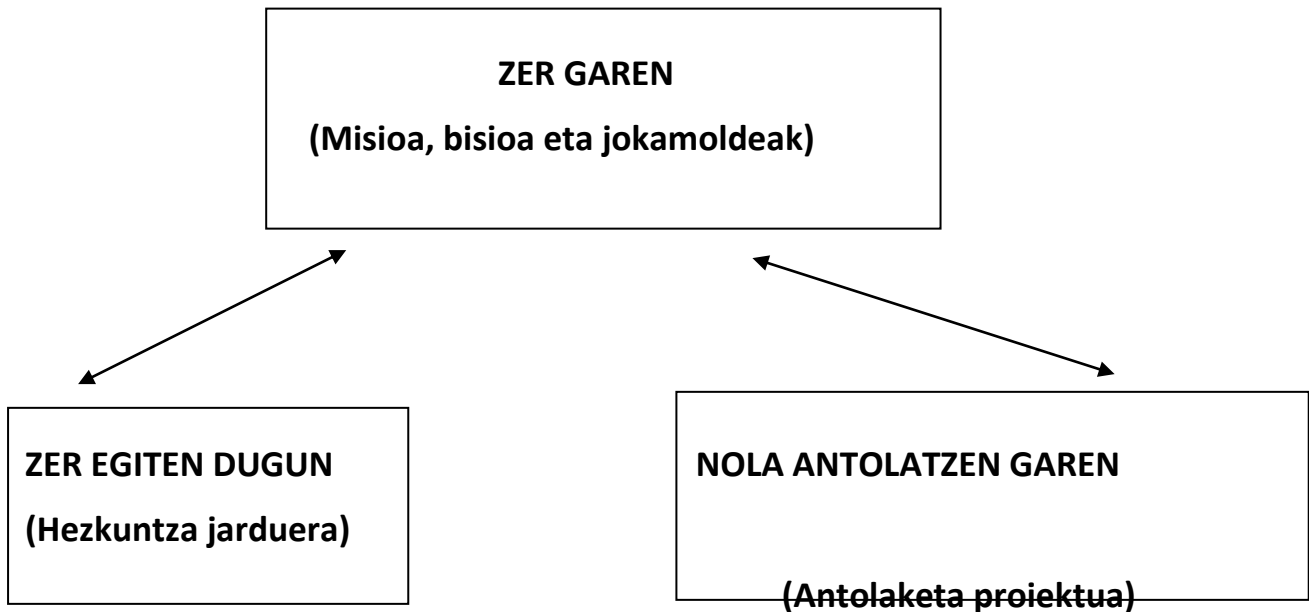 ZER GAREN
(Misioa, bisioa eta jokamoldeak)
ZER EGITEN DUGUN
(Hezkuntza jarduera)
NOLA ANTOLATZEN GAREN
(Antolaketa proiektua)